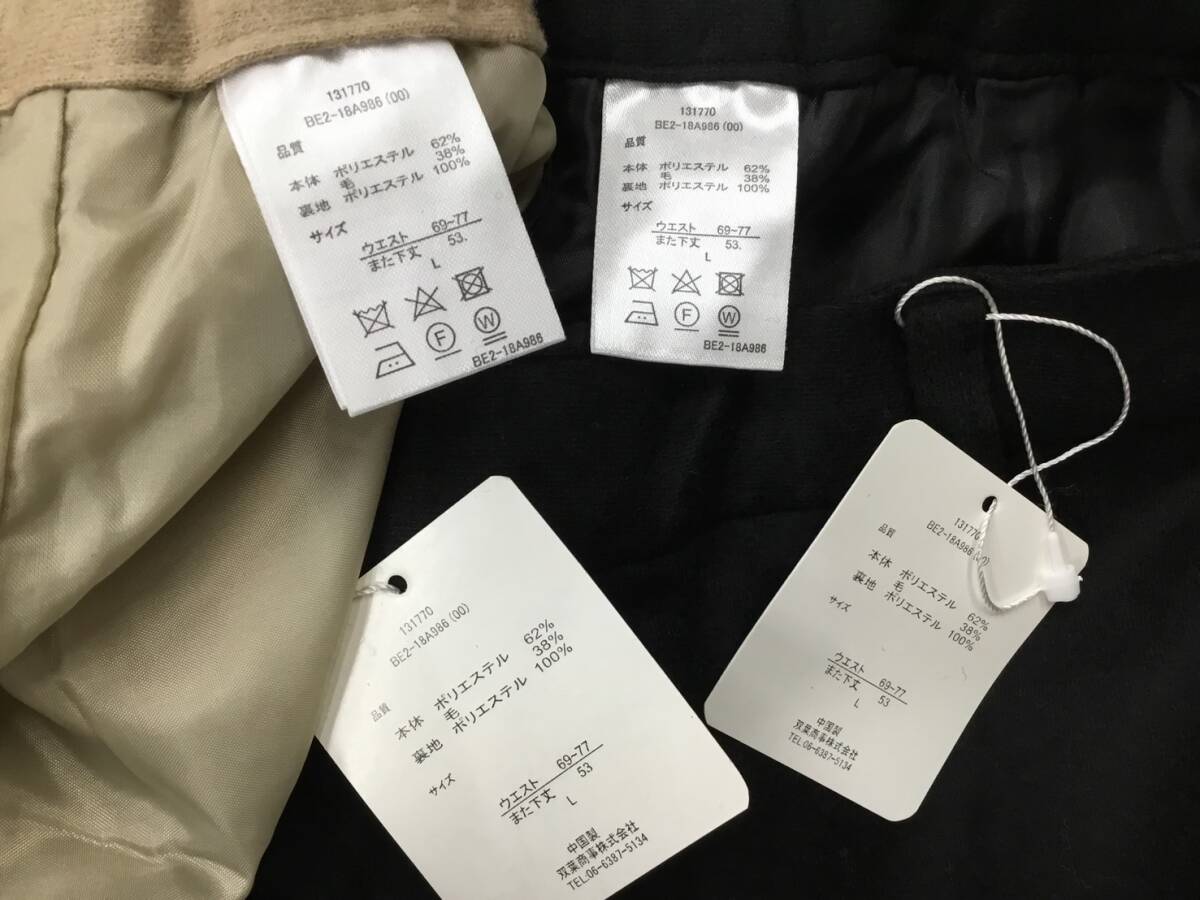 131770
BE2-18A986(00)
品質
本体 ポリエステル 62%
毛 38%
裏地 ポリエステル 100%
サイズ
ウエスト 69~77
また下丈 53.
L
F
W
BE2-18A986
131770
BE2-18A986(00)
品質
本体 ポリエステル 62%
毛 38%
裏地 ポリエステル 100%
サイズ
ウエスト 69~77
また下丈 53.
L
F
W
BE2-18A986
131770
BE2-18A986(00)
品質
本体 ポリエステル 62%
毛 38%
裏地 ポリエステル 100%
サイズ
ウエスト 69~77
また下丈 53
L
中国製
双葉商事株式会社
TEL:06-6387-5134
131770
BE2-18A986(00)
品質
本体 ポリエステル 62%
毛 38%
裏地 ポリエステル 100%
サイズ
ウエスト 69~77
また下丈 53
L
中国製
双葉商事株式会社
TEL:06-6387-5134